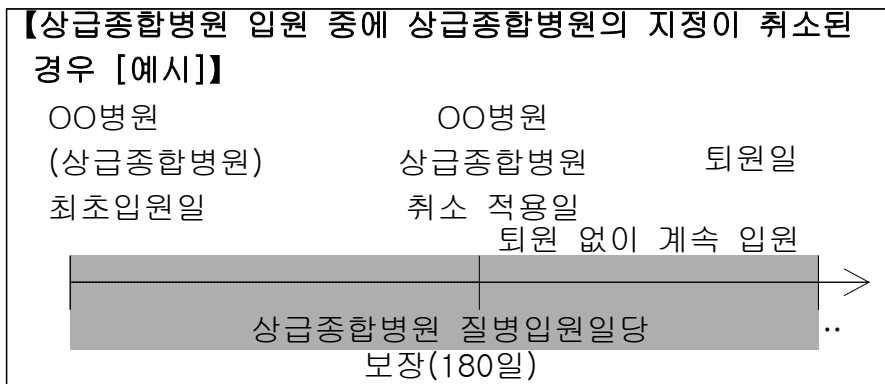 【상급종합병원 입원 중에 상급종합병원의 지정이 취소된
경우 [예시]】
OO병원
(상급종합병원)
최초입원일
OO병원
상급종합병원
취소 적용일
퇴원일
퇴원 없이 계속 입원
상급종합병원 질병입원일당
보장(180일)
..